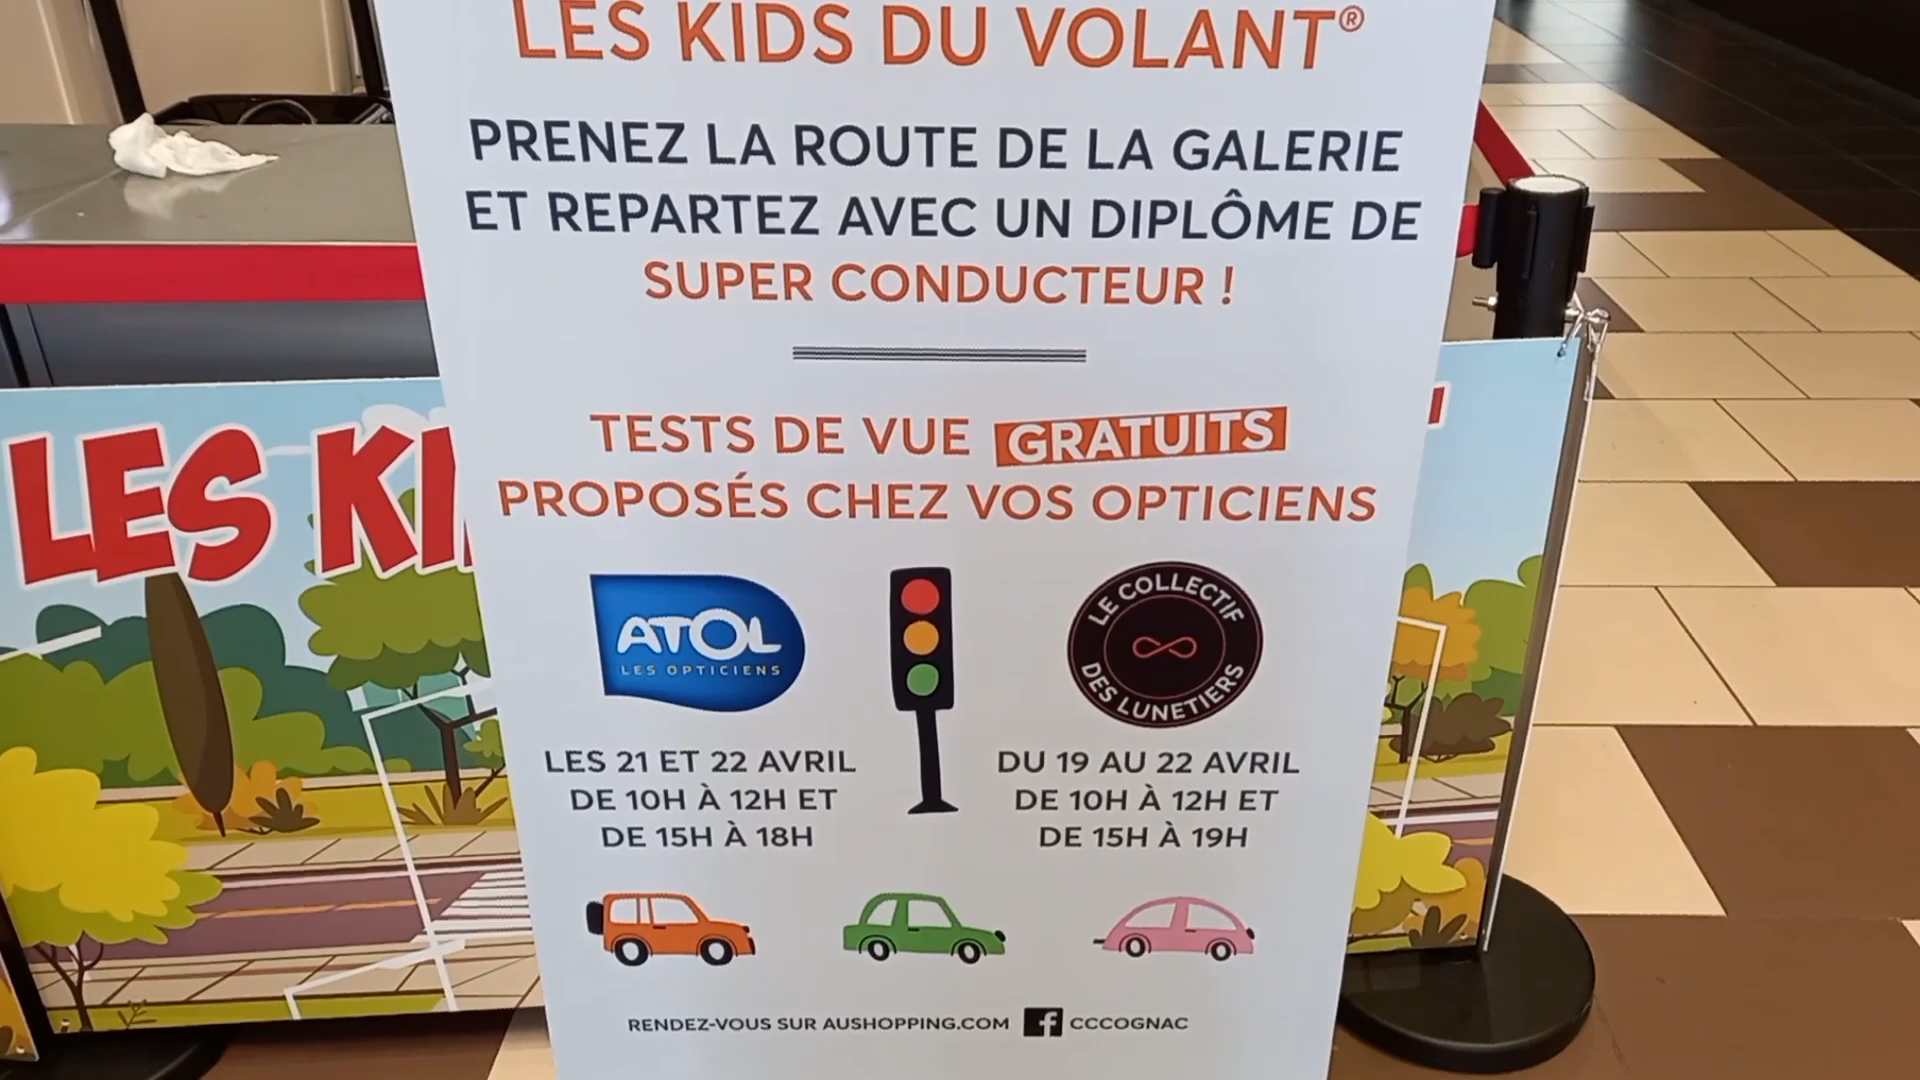 LES KIDS DU VOLANT®
PRENEZ LA ROUTE DE LA GALERIE
ET REPARTEZ AVEC UN DIPLÔME DE
SUPER CONDUCTEUR !
TESTS DE VUE GRATUITS
PROPOSÉS CHEZ VOS OPTICIENS
ATOL
LES OPTICIENS
LE COLLECTIF
DES LUNETIERS
LES 21 ET 22 AVRIL
DE 10H À 12H ET
DE 15H À 18H
DU 19 AU 22 AVRIL
DE 10H À 12H ET
DE 15H À 19H
RENDEZ-VOUS SUR AUSHOPPING.COM f CCCOGNAC
LES KI